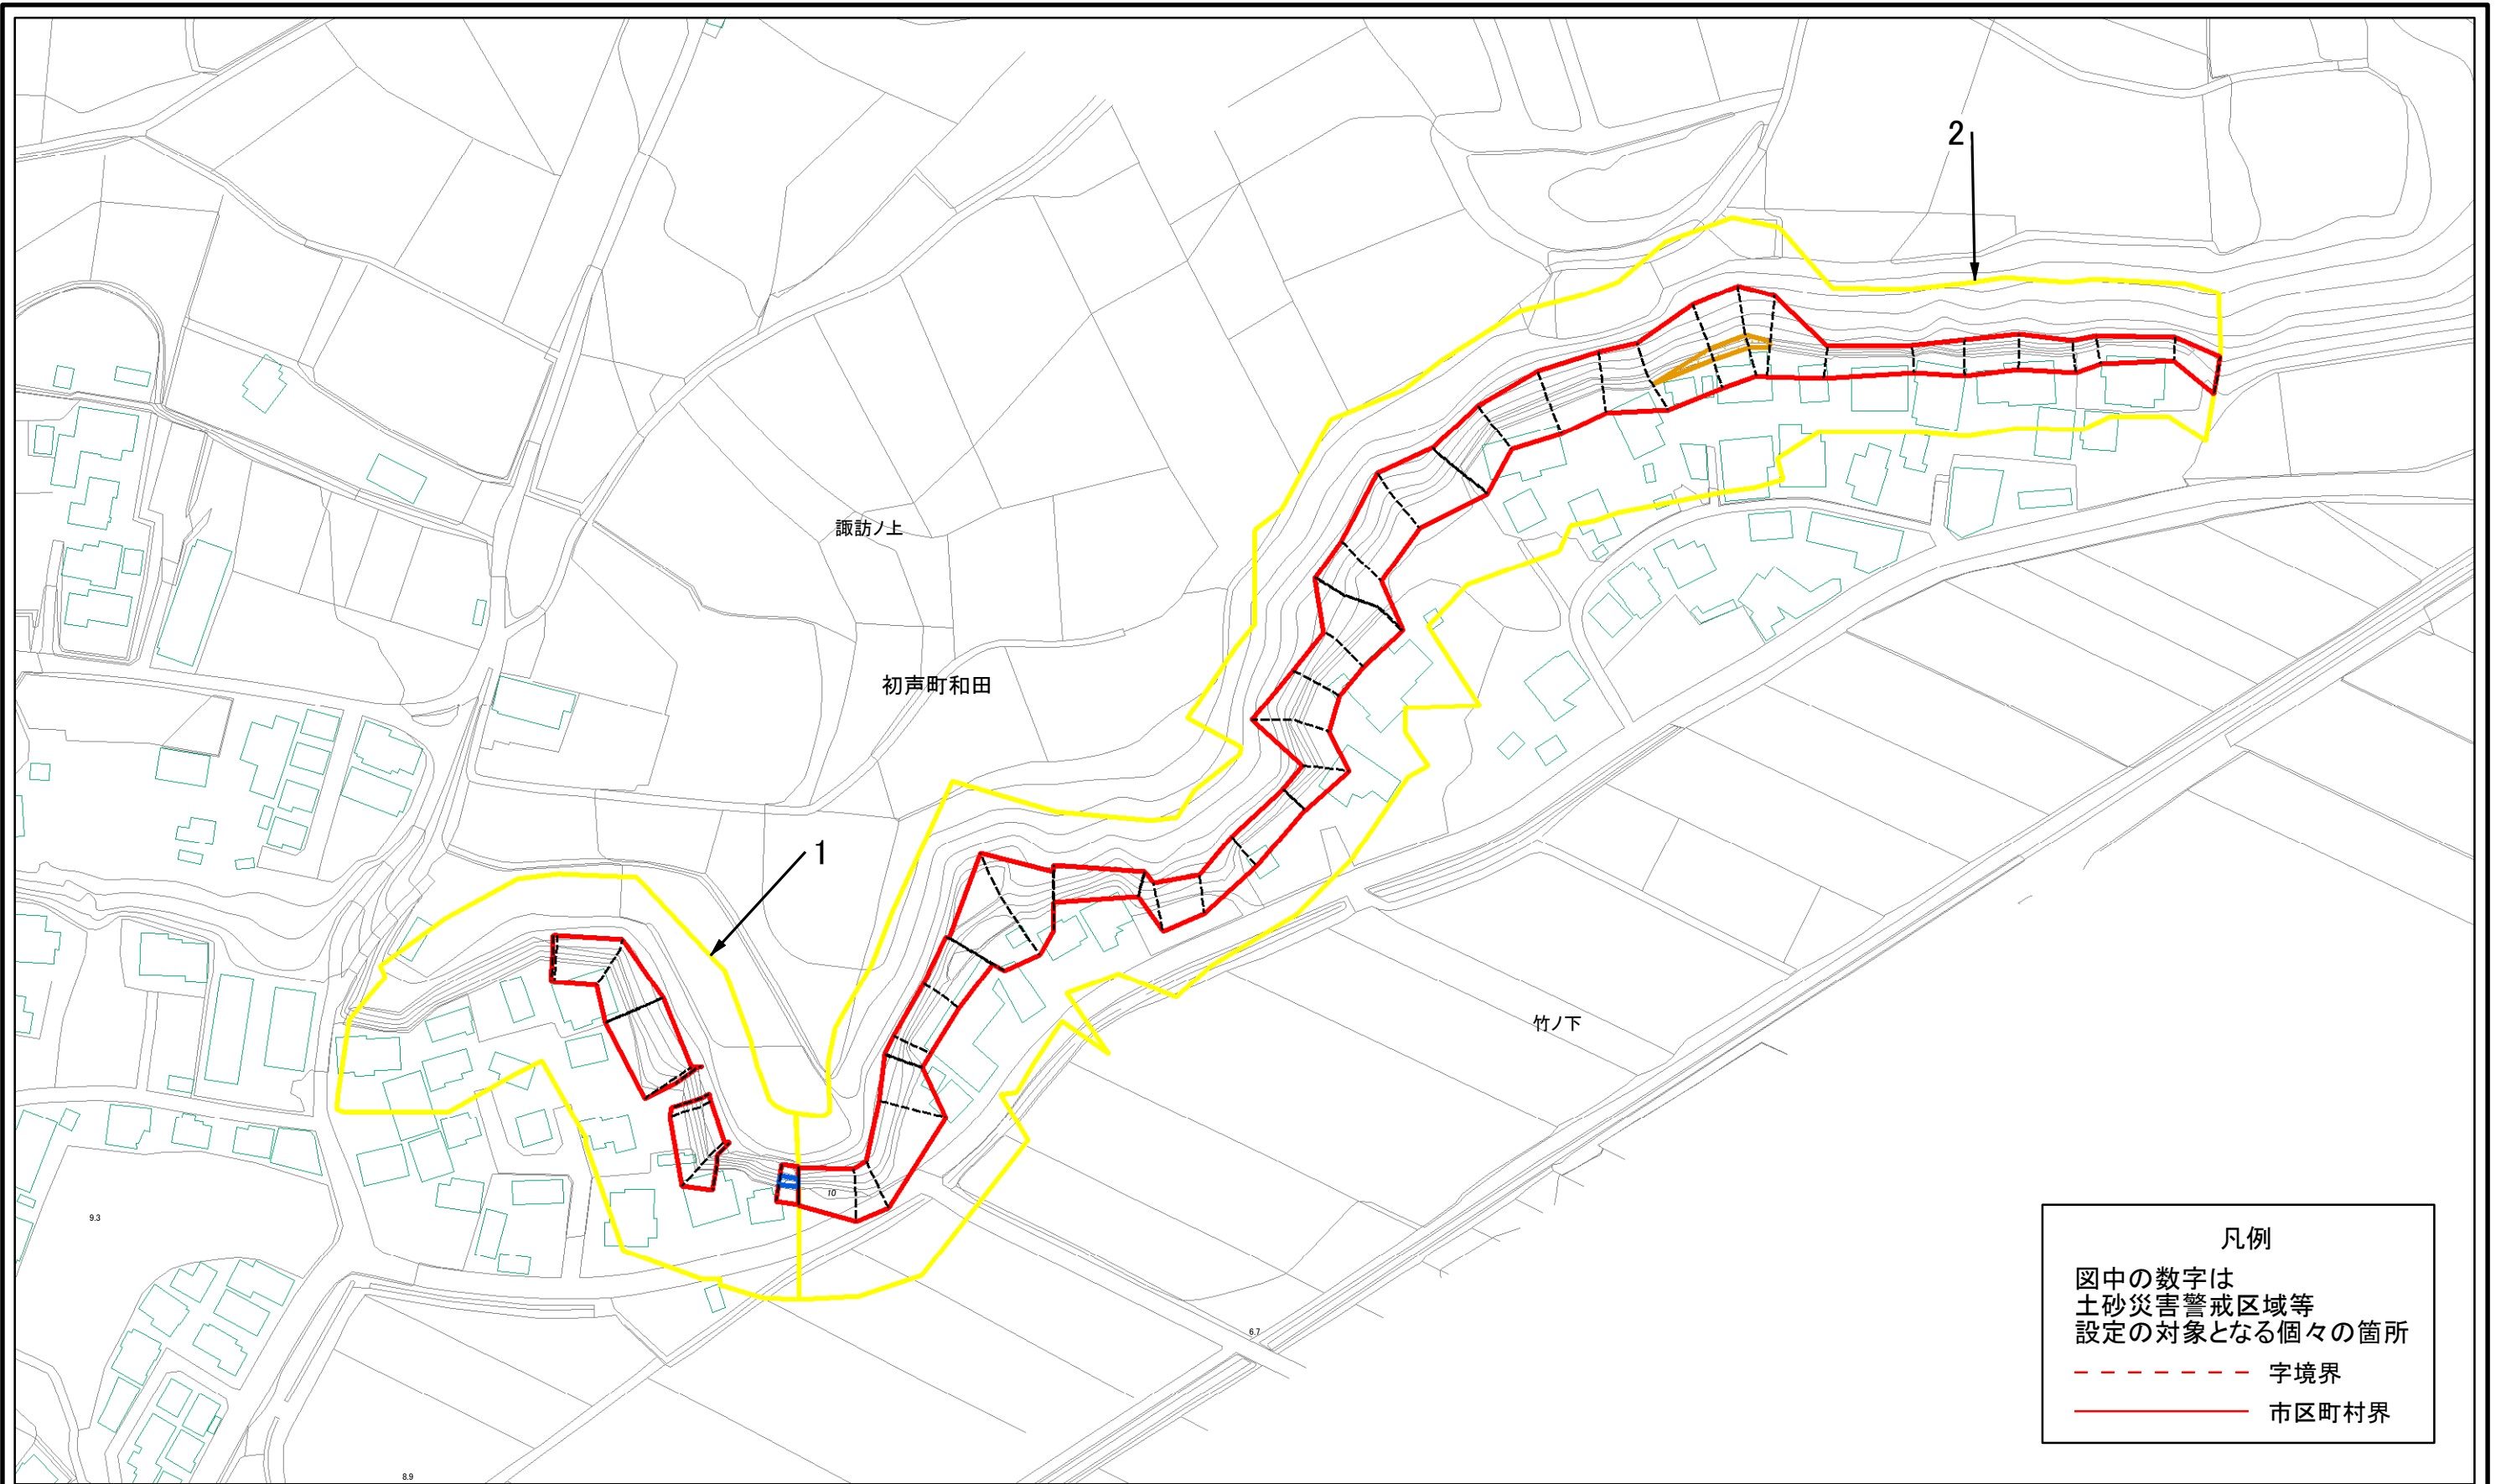 2
諏訪ノ上
初声町和田
1
竹ノ下
10
9.3
6.7
8.9
凡例
図中の数字は
土砂災害警戒区域等
設定の対象となる個々の箇所
字境界
市区町村界